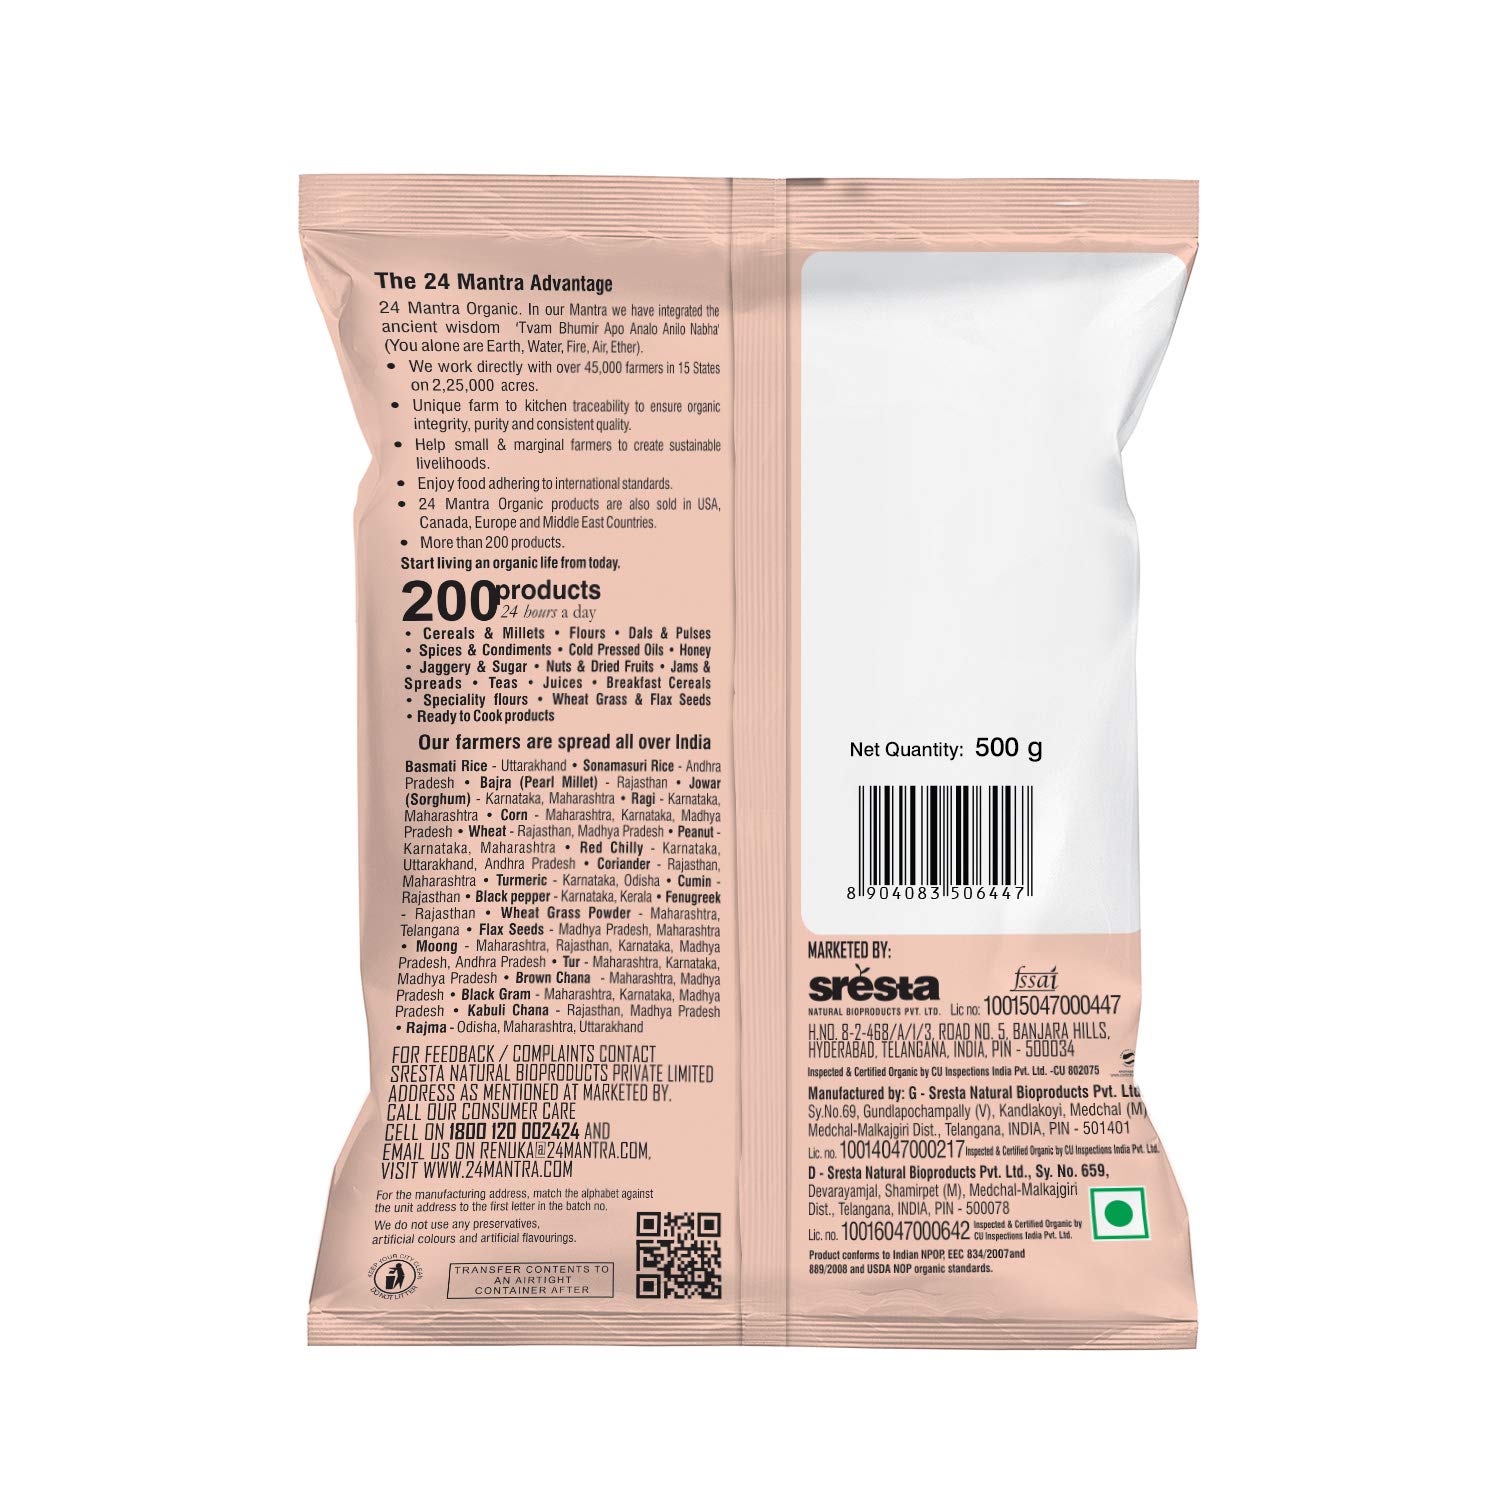 The 24 Mantra Advantage
24 Mantra Organic. In our Mantra we have integrated the
ancient wisdom 'Tvam Bhumir Apo Analo Anilo Nabha'
(You alone are Earth, Water, Fire, Air, Ether).
• We work directly with over 45,000 farmers in 15 States
on 2,25,000 acres.
• Unique farm to kitchen traceability to ensure organic
integrity, purity and consistent quality.
• Help small & marginal farmers to create sustainable
livelihoods.
• Enjoy food adhering to international standards.
• 24 Mantra Organic products are also sold in USA,
Canada, Europe and Middle East Countries.
• More than 200 products.
Start living an organic life from today.
200 products
24 hours a day
• Cereals & Millets • Flours • Dals & Pulses
• Spices & Condiments • Cold Pressed Oils • Honey
• Jaggery & Sugar • Nuts & Dried Fruits • Jams &
Spreads • Teas • Juices • Breakfast Cereals
• Speciality flours • Wheat Grass & Flax Seeds
• Ready to Cook products
Our farmers are spread all over India
Basmati Rice - Uttarakhand • Sonamasuri Rice - Andhra
Pradesh • Bajra (Pearl Millet) - Rajasthan • Jowar
(Sorghum) - Karnataka, Maharashtra • Ragi - Karnataka,
Maharashtra • Corn - Maharashtra, Karnataka, Madhya
Pradesh • Wheat - Rajasthan, Madhya Pradesh • Peanut -
Karnataka, Maharashtra • Red Chilly - Karnataka,
Uttarakhand, Andhra Pradesh • Coriander - Rajasthan,
Maharashtra • Turmeric - Karnataka, Odisha • Cumin -
Rajasthan • Black pepper - Karnataka, Kerala • Fenugreek
- Rajasthan • Wheat Grass Powder - Maharashtra,
Telangana • Flax Seeds - Madhya Pradesh, Maharashtra
• Moong - Maharashtra, Rajasthan, Karnataka, Madhya
Pradesh, Andhra Pradesh • Tur - Maharashtra, Karnataka,
Madhya Pradesh • Brown Chana - Maharashtra, Madhya
Pradesh • Black Gram - Maharashtra, Karnataka, Madhya
Pradesh • Kabuli Chana - Rajasthan, Madhya Pradesh
• Rajma - Odisha, Maharashtra, Uttarakhand
FOR FEEDBACK / COMPLAINTS CONTACT
SRESTA NATURAL BIOPRODUCTS PRIVATE LIMITED
ADDRESS AS MENTIONED AT MARKETED BY,
CALL OUR CONSUMER CARE
CELL ON 1800 120 002424 AND
EMAIL US ON RENUKA@24MANTRA.COM,
VISIT WWW.24MANTRA.COM
For the manufacturing address, match the alphabet against
the unit address to the first letter in the batch no.
We do not use any preservatives,
artificial colours and artificial flavourings.
KEEP YOUR CITY CLEAN
DO NOT LITTER
TRANSFER CONTENTS TO
AN AIRTIGHT
CONTAINER AFTER
Net Quantity: 500 g
8 904083 506447
MARKETED BY:
sresta
NATURAL BIOPRODUCTS PVT. LTD.
fssai
Lic no: 10015047000447
H.NO. 8-2-468/A/1/3, ROAD NO. 5, BANJARA HILLS,
HYDERABAD, TELANGANA, INDIA, PIN - 500034
Inspected & Certified Organic by CU Inspections India Pvt. Ltd. -CU 802075
Manufactured by: G - Sresta Natural Bioproducts Pvt. Ltd
Sy.No.69, Gundlapochampally (V), Kandlakoyi, Medchal (M)
Medchal-Malkajgiri Dist., Telangana, INDIA, PIN - 501401
Lic. no. 10014047000217 Inspected & Certified Organic by CU Inspections India Pvt. Ltd.
D - Sresta Natural Bioproducts Pvt. Ltd., Sy. No. 659,
Devarayamjal, Shamirpet (M), Medchal-Malkajgiri
Dist., Telangana, INDIA, PIN - 500078
Lic. no. 10016047000642 Inspected & Certified Organic by
CU Inspections India Pvt. Ltd.
Product conforms to Indian NPOP, EEC 834/2007and
889/2008 and USDA NOP organic standards.